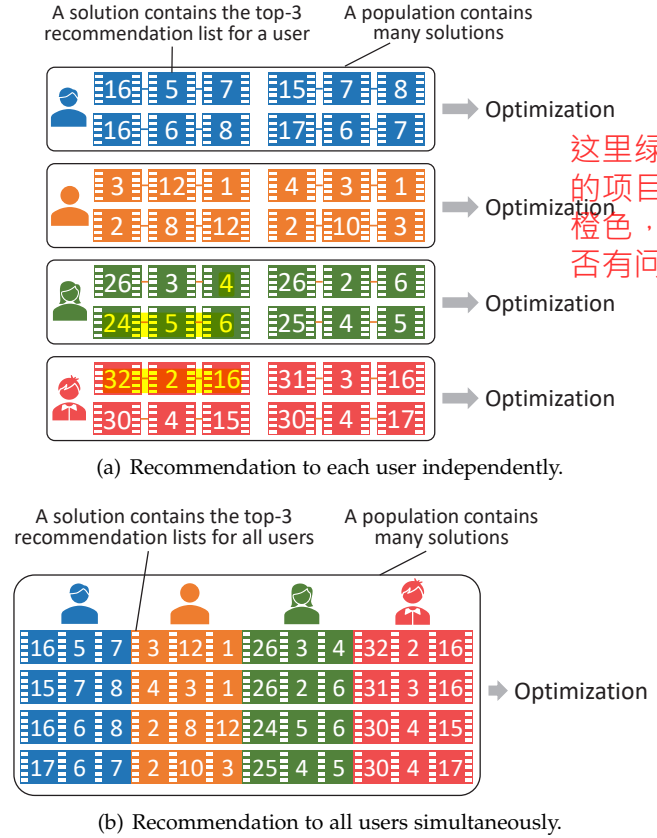 A solution contains the top-3
recommendation list for a user
A population contains
many solutions
16 5 7 15 7 8
16 6 8 17 6 7
Optimization
3 12 1 4 3 1
2 8 12 2 10 3
Optimization
26 3 4 26 2 6
24 5 6 25 4 5
Optimization
32 2 16 31 3 16
30 4 15 30 4 17
Optimization
这里绿
的项目
橙色,
否有问
(a) Recommendation to each user independently.
A solution contains the top-3
recommendation lists for all users
A population contains
many solutions
16 5 7 3 12 1 26 3 4 32 2 16
15 7 8 4 3 1 26 2 6 31 3 16
16 6 8 2 8 12 24 5 6 30 4 15
17 6 7 2 10 3 25 4 5 30 4 17
Optimization
(b) Recommendation to all users simultaneously.